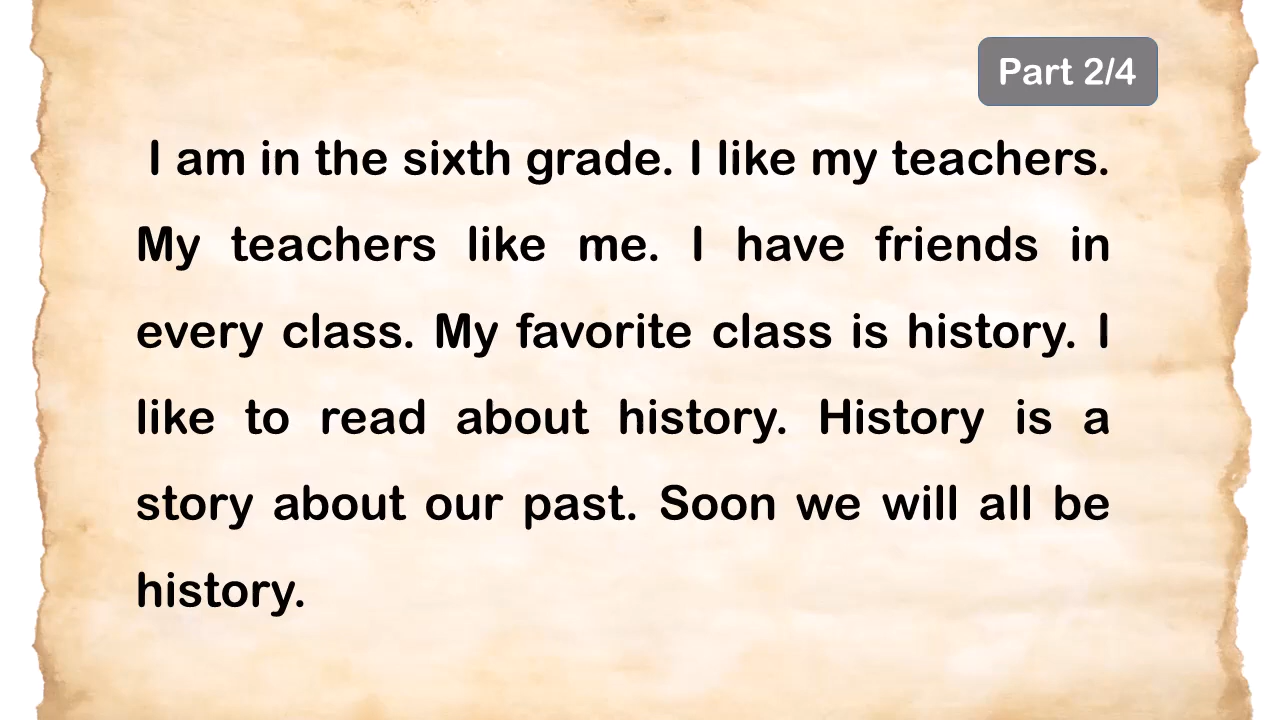 Part 2/4
I am in the sixth grade. I like my teachers.
My teachers like me. I have friends in
every class. My favorite class is history. I
like to read about history. History is a
story about our past. Soon we will all be
history.